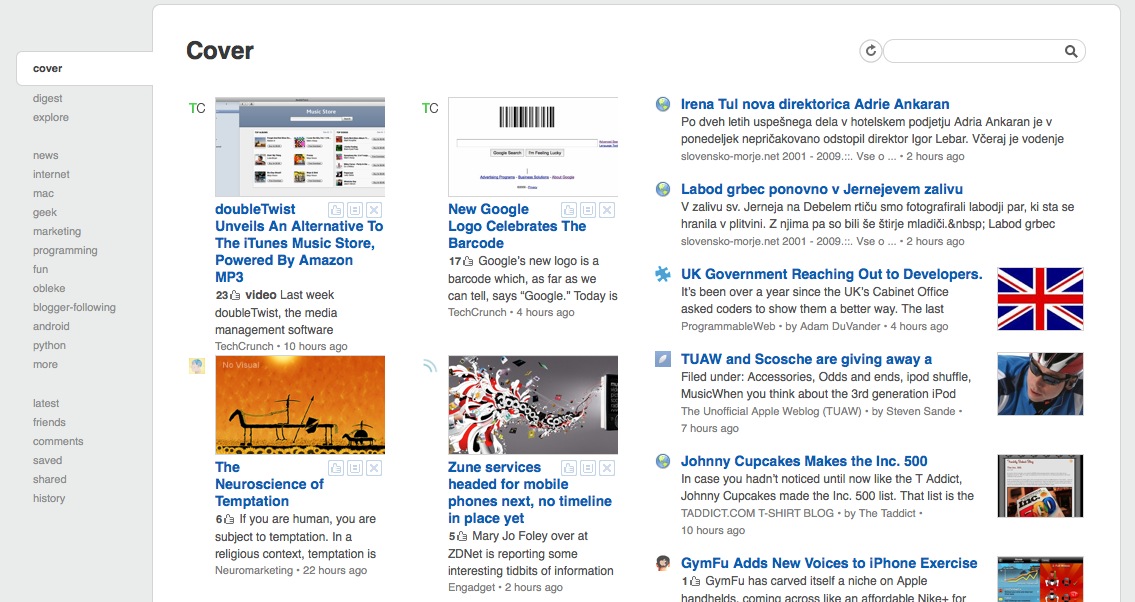 cover
digest
explore
news
internet
mac
geek
marketing
programming
fun
obleke
blogger-following
android
python
more
latest
friends
comments
saved
shared
history
Cover
TC
Music Store
doubleTwist
Unveils An Alternative To
The iTunes Music Store,
Powered By Amazon
MP3
23 video Last week
doubleTwist, the media
management software
TechCrunch • 10 hours ago
TC
Google Search I'm Feeling Lucky
Advertising Programs - Business Solutions - About Google
New Google
Logo Celebrates The
Barcode
17 Google’s new logo is a
barcode which, as far as we
can tell, says “Google.” Today is
TechCrunch • 4 hours ago
No Visual
The
Neuroscience of
Temptation
6 If you are human, you are
subject to temptation. In a
religious context, temptation is
Neuromarketing • 22 hours ago
Zune services
headed for mobile
phones next, no timeline
in place yet
5 Mary Jo Foley over at
ZDNet is reporting some
interesting tidbits of information
Engadget • 2 hours ago
Irena Tul nova direktorica Adrie Ankaran
Po dveh letih uspešnega dela v hotelskem podjetju Adria Ankaran je v
ponedeljek nepričakovano odstopil direktor Igor Lebar. Včeraj je vodenje
slovensko-morje.net 2001 - 2009.::. Vse o ... • 2 hours ago
Labod grbec ponovno v Jernejevem zalivu
V zalivu sv. Jerneja na Debelem rtiču smo fotografirali labodji par, ki sta se
hranila v plitvini. Z njima pa so bili še štirje mladiči.&nbsp; Labod grbec
slovensko-morje.net 2001 - 2009.::. Vse o ... • 2 hours ago
UK Government Reaching Out to Developers.
It’s been over a year since the UK’s Cabinet Office
asked coders to show them a better way. The last
ProgrammableWeb • by Adam DuVander • 4 hours ago
TUAW and Scosche are giving away a
Filed under: Accessories, Odds and ends, ipod shuffle,
MusicWhen you think about the 3rd generation iPod
The Unofficial Apple Weblog (TUAW) • by Steven Sande •
7 hours ago
Johnny Cupcakes Makes the Inc. 500
In case you hadn’t noticed until now like the T Addict,
Johnny Cupcakes made the Inc. 500 list. That list is the
TADDICT.COM T-SHIRT BLOG • by The Taddict •
10 hours ago
Inc.
GymFu Adds New Voices to iPhone Exercise
1 GymFu has carved itself a niche on Apple
handhelds, coming across like an affordable Nike+ for